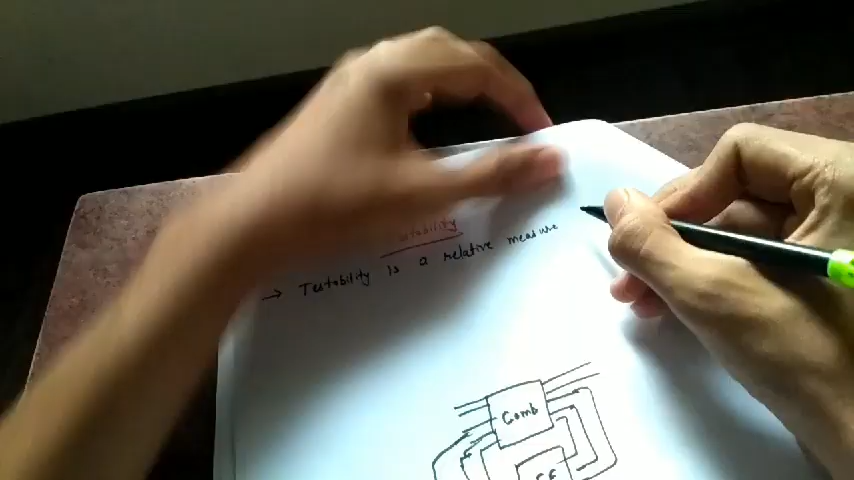 → Testability is a relative measure
Comb